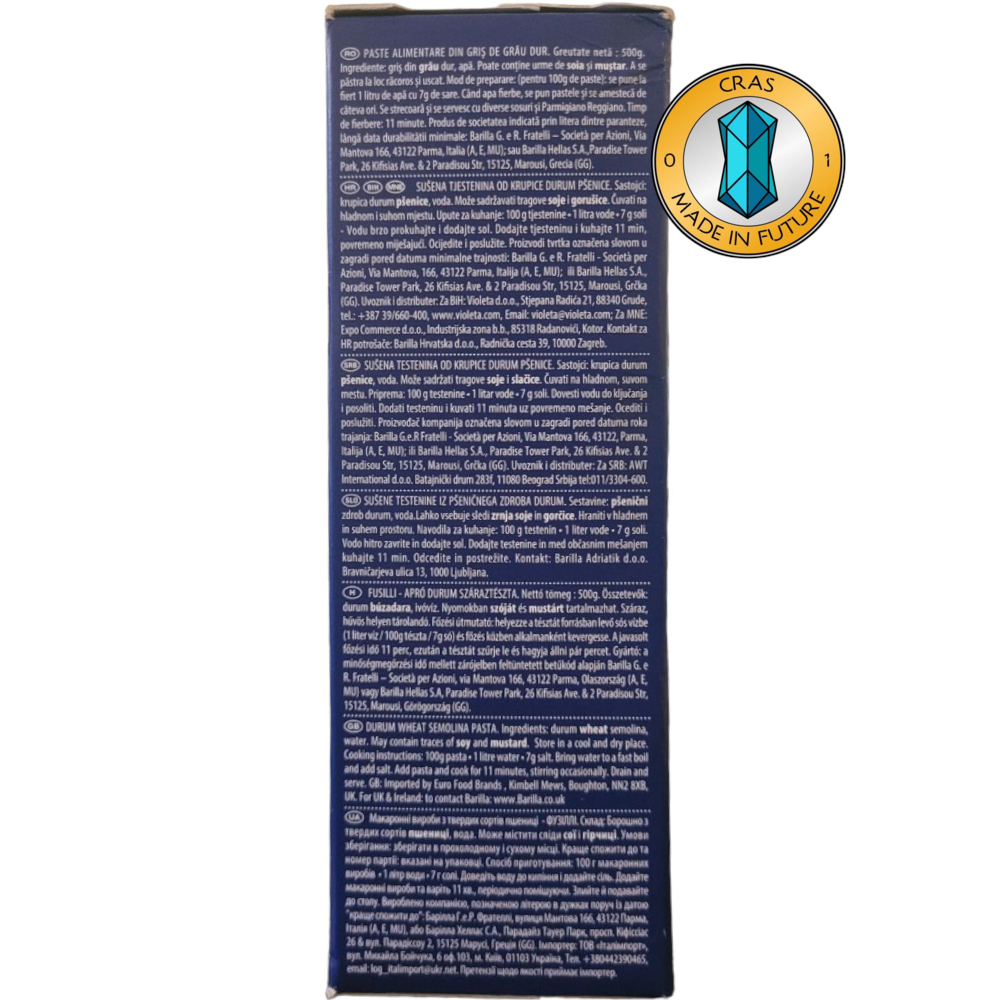 RO PASTE ALIMENTARE DIN GRIȘ DE GRÂU DUR. Greutate netă : 500g.
Ingrediente: griș din grâu dur, apă. Poate conține urme de soia și muștar. A se
păstra la loc răcoros și uscat. Mod de preparare: (pentru 100g de paste): se pune la
fiert 1 litru de apă cu 7g de sare. Când apa fierbe, se pun pastele și se amestecă de
câteva ori. Se strecoară și se servesc cu diverse sosuri și Parmigiano Reggiano. Timp
de fierbere: 11 minute. Produs de societatea indicată prin litera dintre paranteze,
lângă data durabilitătii minimale: Barilla G. e R. Fratelli – Società per Azioni, Via
Mantova 166, 43122 Parma, Italia (A, E, MU); sau Barilla Hellas S.A.,Paradise Tower
Park, 26 Kifisias Ave. & 2 Paradisou Str, 15125, Marousi, Grecia (GG).
HR BIH MNE SUŠENA TJESTENINA OD KRUPICE DURUM PŠENICE. Sastojci:
krupica durum pšenice, voda. Može sadržavati tragove soje i gorušice. Čuvati na
hladnom i suhom mjestu. Upute za kuhanje: 100 g tjestenine • 1 litra vode • 7 g soli
- Vodu brzo prokuhajte i dodajte sol. Dodajte tjesteninu i kuhajte 11 min,
povremeno miješajući. Ocijedite i poslužite. Proizvodi tvrtka označena slovom u
zagradi pored datuma minimalne trajnosti: Barilla G. e R. Fratelli - Società per
Azioni, Via Mantova, 166, 43122 Parma, Italija (A, E, MU); ili Barilla Hellas S.A.,
Paradise Tower Park, 26 Kifisias Ave. & 2 Paradisou Str, 15125, Marousi, Grčka
(GG). Uvoznik i distributer: Za BiH: Violeta d.o.o., Stjepana Radića 21, 88340 Grude,
tel.: +387 39/660-400, www.violeta.com, Email: violeta@violeta.com; Za MNE:
Expo Commerce d.o.o., Industrijska zona b.b., 85318 Radanovići, Kotor. Kontakt za
HR potrošače: Barilla Hrvatska d.o.o., Radnička cesta 39, 10000 Zagreb.
SRB SUŠENA TESTENINA OD KRUPICE DURUM PŠENICE. Sastojci: krupica durum
pšenice, voda. Može sadržati tragove soje i slačice. Čuvati na hladnom, suvom
mestu. Priprema: 100 g testenine • 1 litar vode • 7 g soli. Dovesti vodu do ključanja
i posoliti. Dodati testeninu i kuvati 11 minuta uz povremeno mešanje. Ocediti i
poslužiti. Proizvođač kompanija označena slovom u zagradi pored datuma roka
trajanja: Barilla G.e.R Fratelli - Società per Azioni, Via Mantova 166, 43122, Parma,
Italija (A, E, MU); ili Barilla Hellas S.A., Paradise Tower Park, 26 Kifisias Ave. & 2
Paradisou Str, 15125, Marousi, Grčka (GG). Uvoznik i distributer: Za SRB: AWT
International d.o.o. Batajnički drum 283f, 11080 Beograd Srbija tel:011/3304-600.
SLO SUŠENE TESTENINE IZ PŠENIČNEGA ZDROBA DURUM. Sestavine: pšenični
zdrob durum, voda.Lahko vsebuje sledi zrnja soje in gorčice. Hraniti v hladnem
in suhem prostoru. Navodila za kuhanje: 100 g testenin • 1 liter vode • 7 g soli.
Vodo hitro zavrite in dodajte sol. Dodajte testenine in med občasnim mešanjem
kuhajte 11 min. Odcedite in postrežite. Kontakt: Barilla Adriatik d.o.o.
Bravničarjeva ulica 13, 1000 Ljubljana.
H FUSILLI - APRÓ DURUM SZÁRAZTÉSZTA. Nettó tömeg : 500g. Összetevők:
durum búzadara, ivóvíz. Nyomokban szóját és mustárt tartalmazhat. Száraz,
hűvös helyen tárolandó. Főzési útmutató: helyezze a tésztát forrásban levő sós vízbe
(1 liter víz / 100g tészta / 7g só) és főzés közben alkalmanként kevergesse. A javasolt
főzési idő 11 perc, ezután a tésztát szűrje le és hagyja állni pár percet. Gyártó: a
minőségmegőrzési idő mellett zárójelben feltüntetett betűkód alapján Barilla G. e
R. Fratelli – Società per Azioni, via Mantova 166, 43122 Parma, Olaszország (A, E,
MU) vagy Barilla Hellas S.A, Paradise Tower Park, 26 Kifisias Ave. & 2 Paradisou Str,
15125, Marousi, Görögország (GG).
GB DURUM WHEAT SEMOLINA PASTA. Ingredients: durum wheat semolina,
water. May contain traces of soy and mustard. Store in a cool and dry place.
Cooking instructions: 100g pasta • 1 litre water • 7g salt. Bring water to a fast boil
and add salt. Add pasta and cook for 11 minutes, stirring occasionally. Drain and
serve. GB: Imported by Euro Food Brands , Kimbell Mews, Boughton, NN2 8XB,
UK. For UK & Ireland: to contact Barilla: www.Barilla.co.uk
UA Макаронні вироби з твердих сортів пшениці - ФУЗІЛЛІ. Склад: Борошно з
твердих сортів пшениці, вода. Може містити сліди сої і гірчиці. Умови
зберігання: зберігати в прохолодному і сухому місці. Краще спожити до та
номер партії: вказані на упаковці. Спосіб приготування: 100 г макаронних
виробів • 1 літр води • 7 г солі. Доведіть воду до кипіння і додайте сіль. Додайте
макаронні вироби та варіть 11 хв., періодично помішуючи. Злийте й подавайте
до столу. Вироблено компанією, позначеною літерою в дужках поруч із датою
"краще спожити до": Барілла Г.е.Р. Фрателлі, вулиця Мантова 166, 43122 Парма,
Італія (A, E, MU), або Барілла Хеллас С.А., Парадайз Тауер Парк, просп. Кіфіссіас
26 & вул. Парадіссоу 2, 15125 Марусі, Греція (GG). Імпортер: ТОВ «Італімпорт»,
вул. Михайла Бойчука, 6 оф.103, м. Київ, 01103 Україна, Тел. +380442390465,
email: log_italimport@ukr.net. Претензії щодо якості приймає імпортер.
CRAS
0 1
MADE IN FUTURE